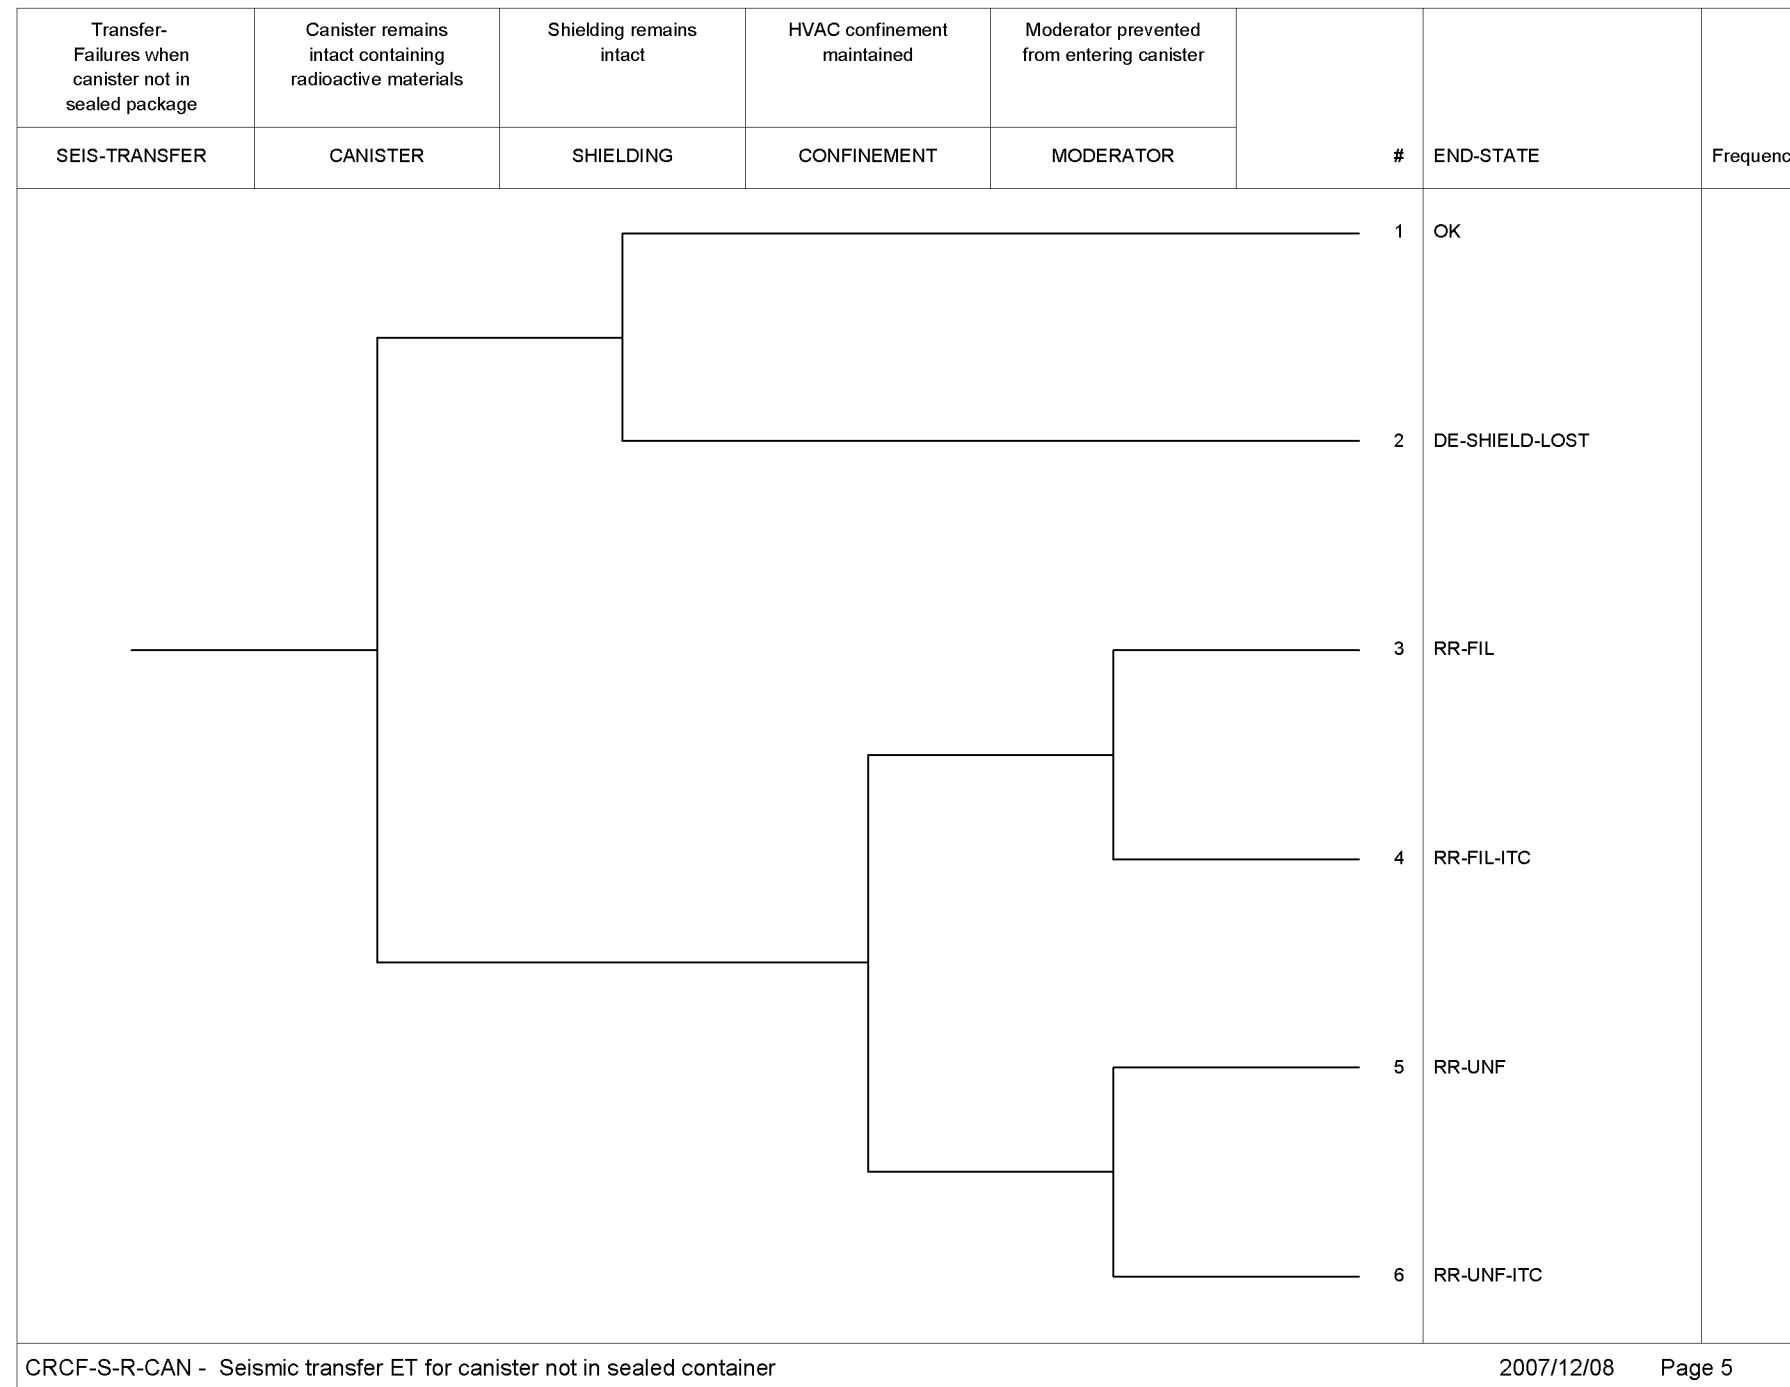 Transfer-
Failures when
canister not in
sealed package
Canister remains
intact containing
radioactive materials
Shielding remains
intact
HVAC confinement
maintained
Moderator prevented
from entering canister
SEIS-TRANSFER
CANISTER
SHIELDING
CONFINEMENT
MODERATOR
#
END-STATE
Frequenc
1
OK
2
DE-SHIELD-LOST
3
RR-FIL
4
RR-FIL-ITC
5
RR-UNF
6
RR-UNF-ITC
CRCF-S-R-CAN - Seismic transfer ET for canister not in sealed container
2007/12/08
Page 5